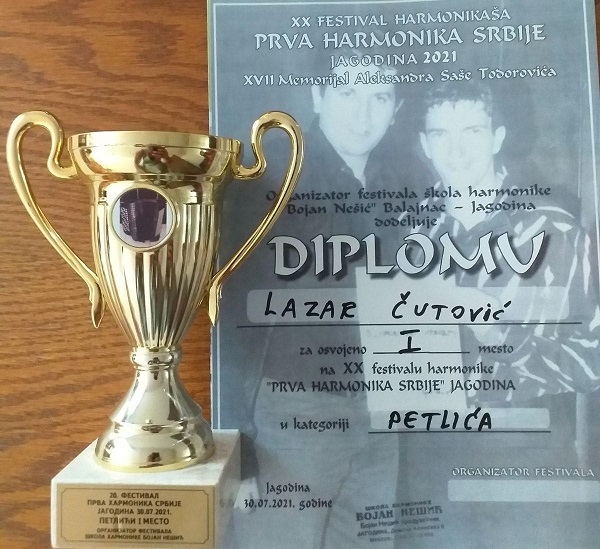 XX FESTIVAL HARMONIKAŠA
PRVA HARMONIKA SRBIJE
JAGODINA 2021
XVII Memorijal Aleksandra Saše Todorovića
Organizator festivala škola harmonike
"Bojan Nešić" Balajnac - Jagodina
dodeljuje
DIPLOMU
LAZAR ČUTOVIĆ
za osvojeno I mesto
na XX festivalu harmonike
"PRVA HARMONIKA SRBIJE" JAGODINA
u kategoriji PETLIĆA
ORGANIZATOR FESTIVALA
Jagodina
30.07.2021. godine
ШКОЛА ХАРМОНИКЕ
БОЈАН НЕШИЋ
20. ФЕСТИВАЛ
ПРВА ХАРМОНИКА СРБИЈЕ
ЈАГОДИНА 30.07.2021.
ПЕТЛИЋИ I МЕСТО
ОРГАНИЗАТОР ФЕСТИВАЛА
ШКОЛА ХАРМОНИКЕ БОЈАН НЕШИЋ